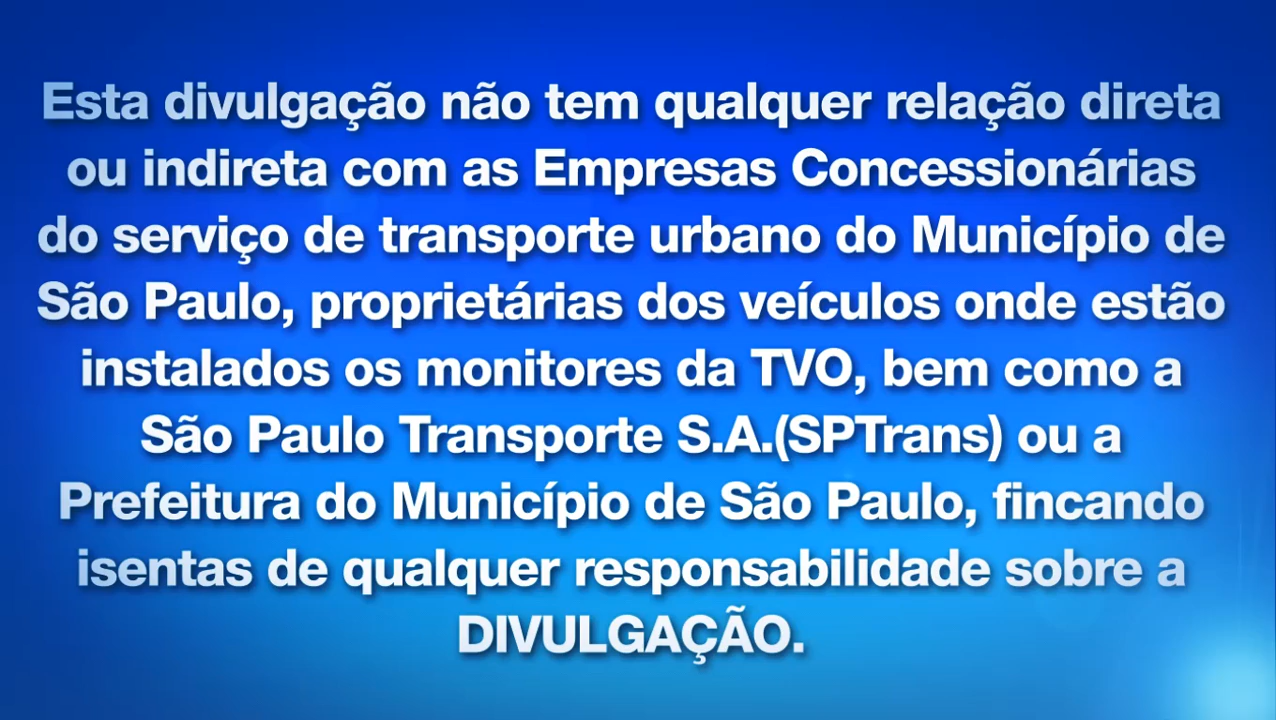 Esta divulgação não tem qualquer relação direta
ou indireta com as Empresas Concessionárias
do serviço de transporte urbano do Município de
São Paulo, proprietárias dos veículos onde estão
instalados os monitores da TVO, bem como a
São Paulo Transporte S.A.(SPTrans) ou a
Prefeitura do Município de São Paulo, fincando
isentas de qualquer responsabilidade sobre a
DIVULGAÇÃO.